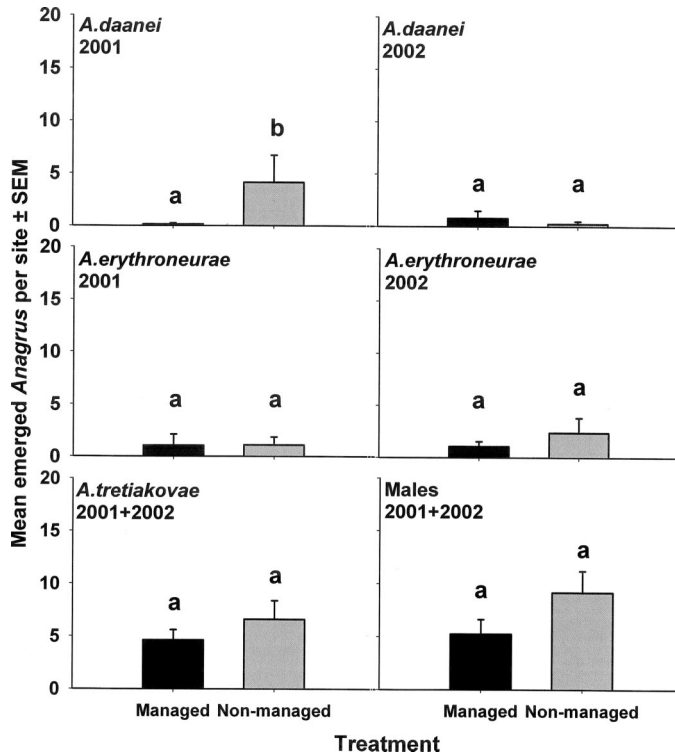 Mean emerged Anagrus per site ± SEM
20
15
10
5
0
A.daanei
2001
a
b
A.daanei
2002
a
a
20
15
10
5
0
A.erythroneurae
2001
a
a
A.erythroneurae
2002
a
a
20
15
10
5
0
A.tretiakovae
2001+2002
a
a
Males
2001+2002
a
a
Managed Non-managed
Managed Non-managed
Treatment